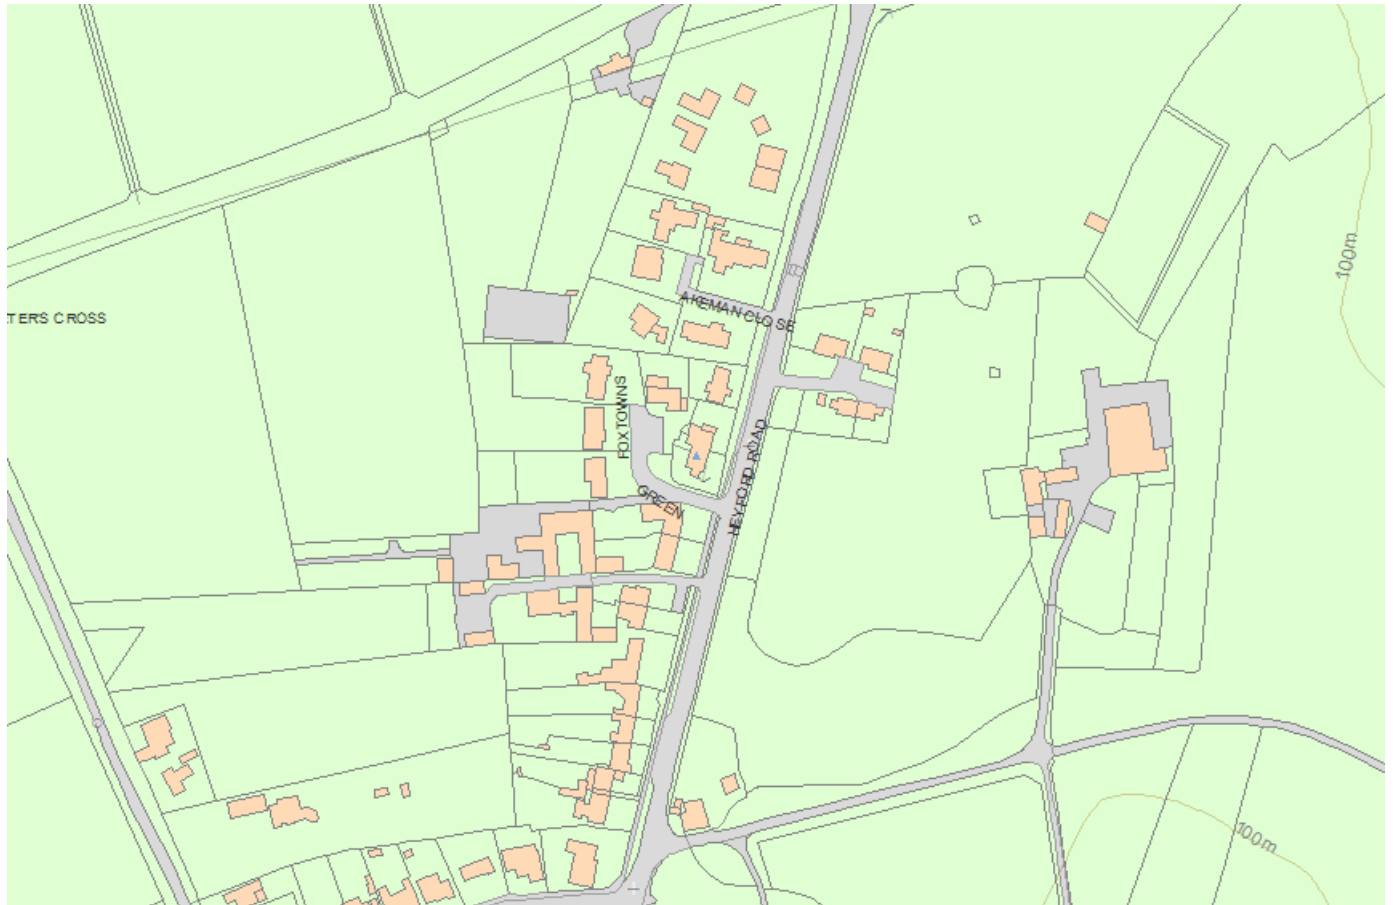 100m
TERS CROSS
AKEMAN CLOSE
FOXTOWNS
GREEN
HEYFORD ROAD
100m